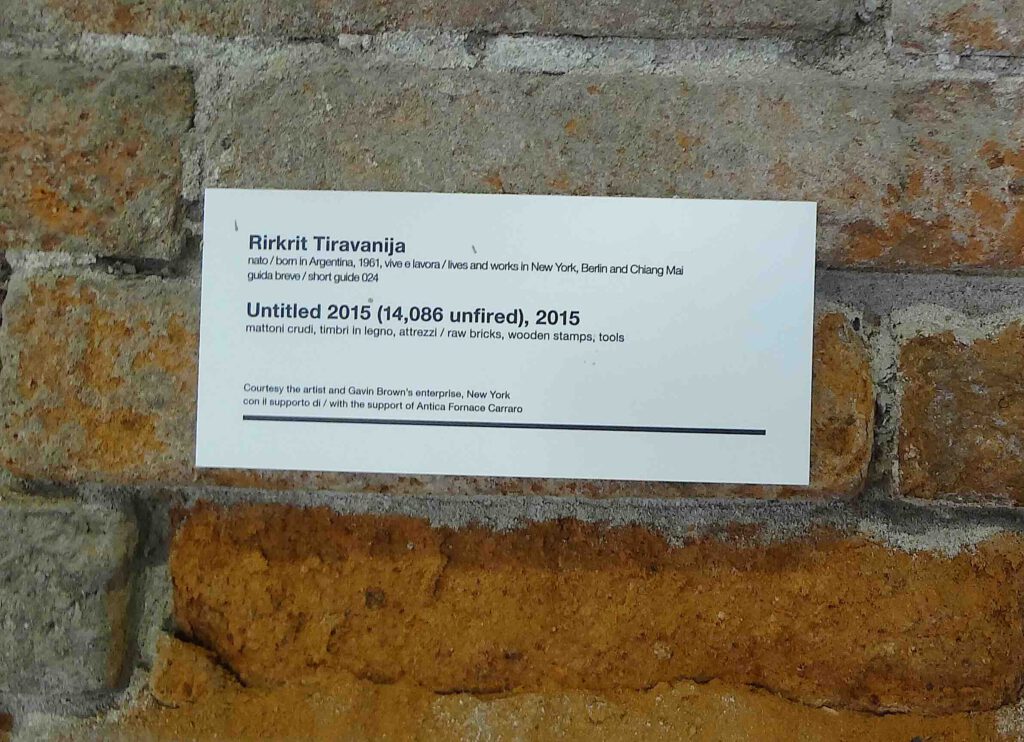 Rirkrit Tiravanija
nato / born in Argentina, 1961, vive e lavora / lives and works in New York, Berlin and Chiang Mai
guida breve / short guide 024
Untitled 2015 (14,086 unfired), 2015
mattoni crudi, timbri in legno, attrezzi / raw bricks, wooden stamps, tools
Courtesy the artist and Gavin Brown's enterprise, New York
con il supporto di / with the support of Antica Fornace Carraro